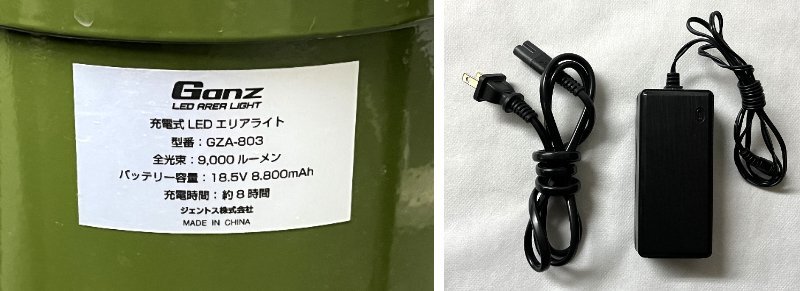 Ganz
LED AREA LIGHT
充電式 LED エリアライト
型番：GZA-803
全光束：9,000 ルーメン
バッテリー容量：18.5V 8,800mAh
充電時間：約 8 時間
ジェントス株式会社
MADE IN CHINA